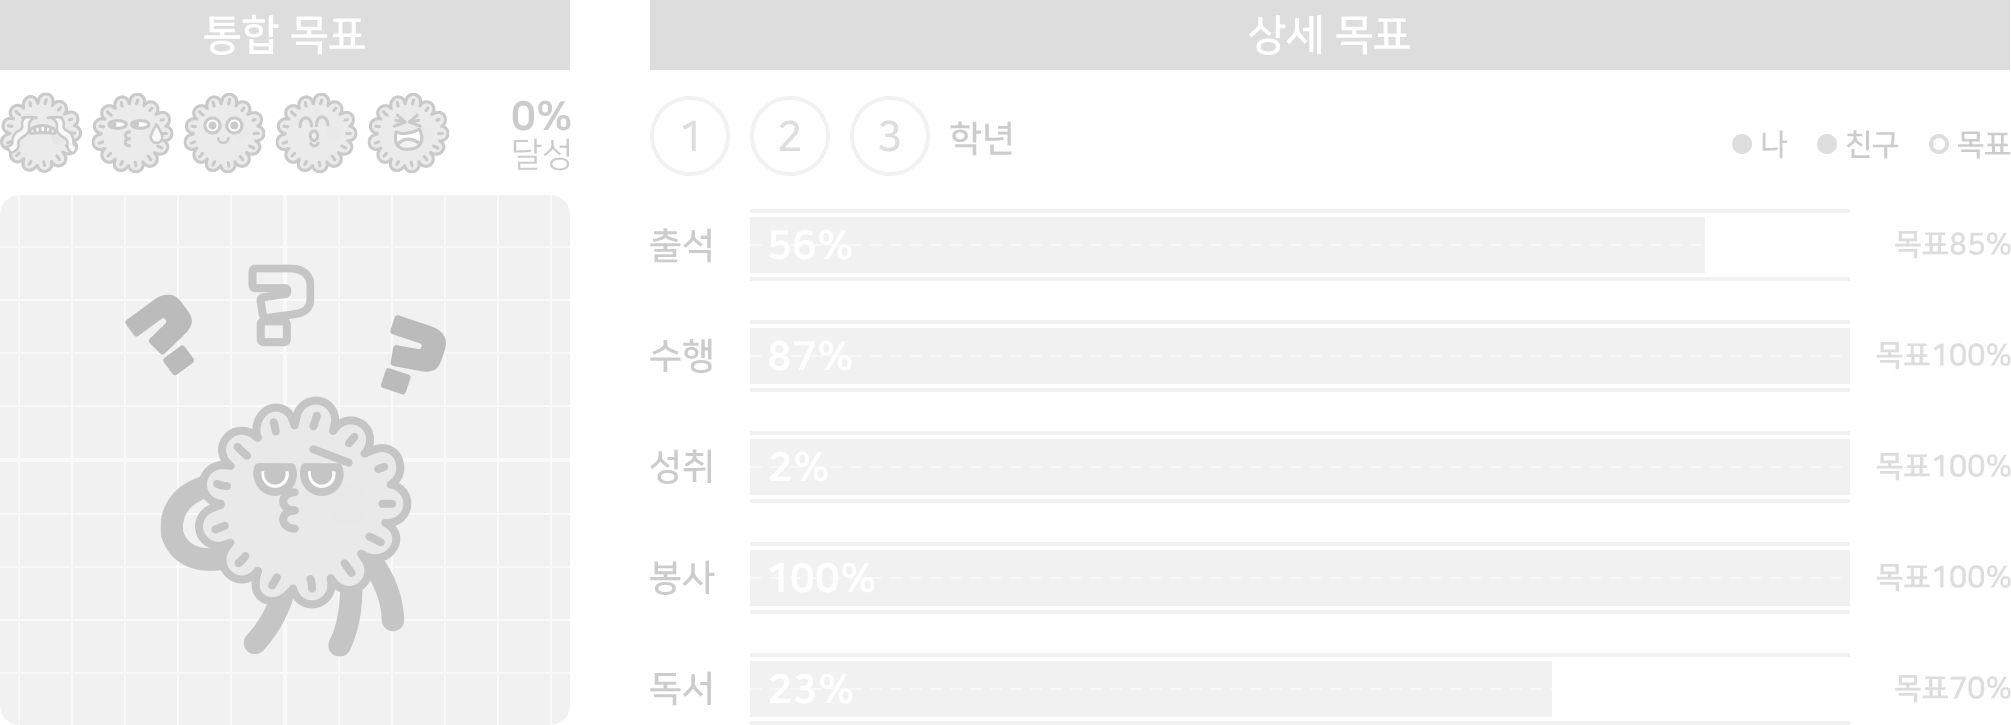 통합 목표
0%
달성
상세 목표
1 2 3 학년
나 친구 목표
출석 56% 목표85%
수행 87% 목표100%
성취 2% 목표100%
봉사 100% 목표100%
독서 23% 목표70%
? ? ?